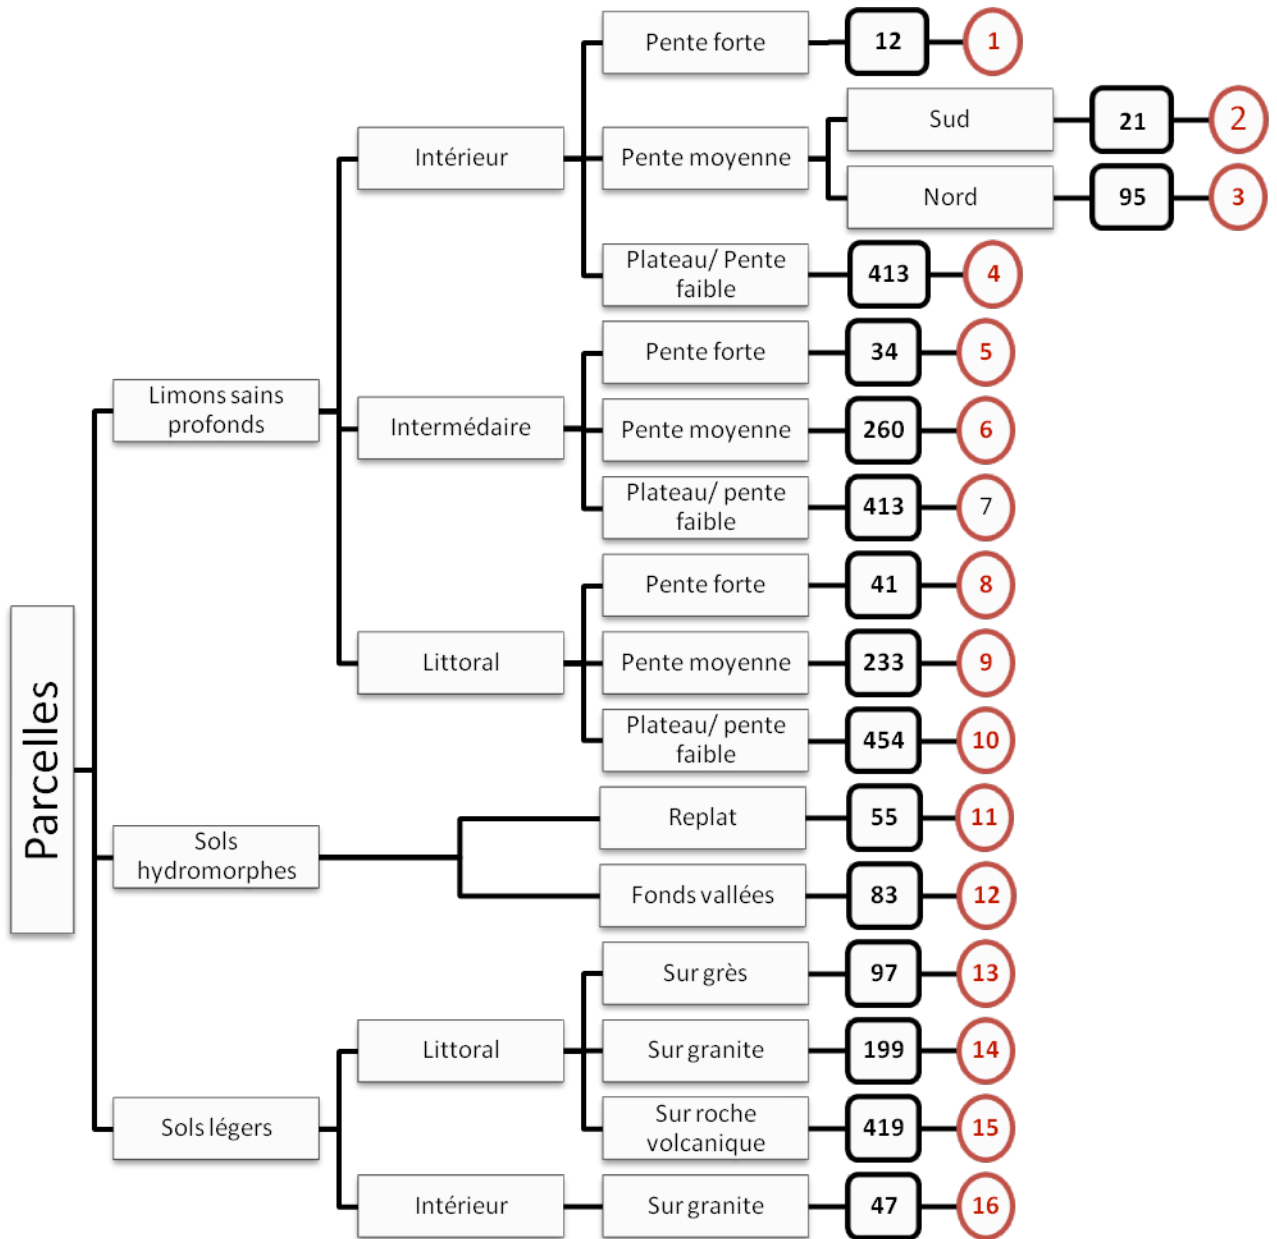 Parcelles
Limons sains
profonds
Intérieur
Pente forte
12
1
Pente moyenne
Sud
21
2
Nord
95
3
Plateau/ Pente
faible
413
4
Intermédaire
Pente forte
34
5
Pente moyenne
260
6
Plateau/ pente
faible
413
7
Littoral
Pente forte
41
8
Pente moyenne
233
9
Plateau/ pente
faible
454
10
Sols
hydromorphes
Replat
55
11
Fonds vallées
83
12
Sols légers
Littoral
Sur grès
97
13
Sur granite
199
14
Sur roche
volcanique
419
15
Intérieur
Sur granite
47
16